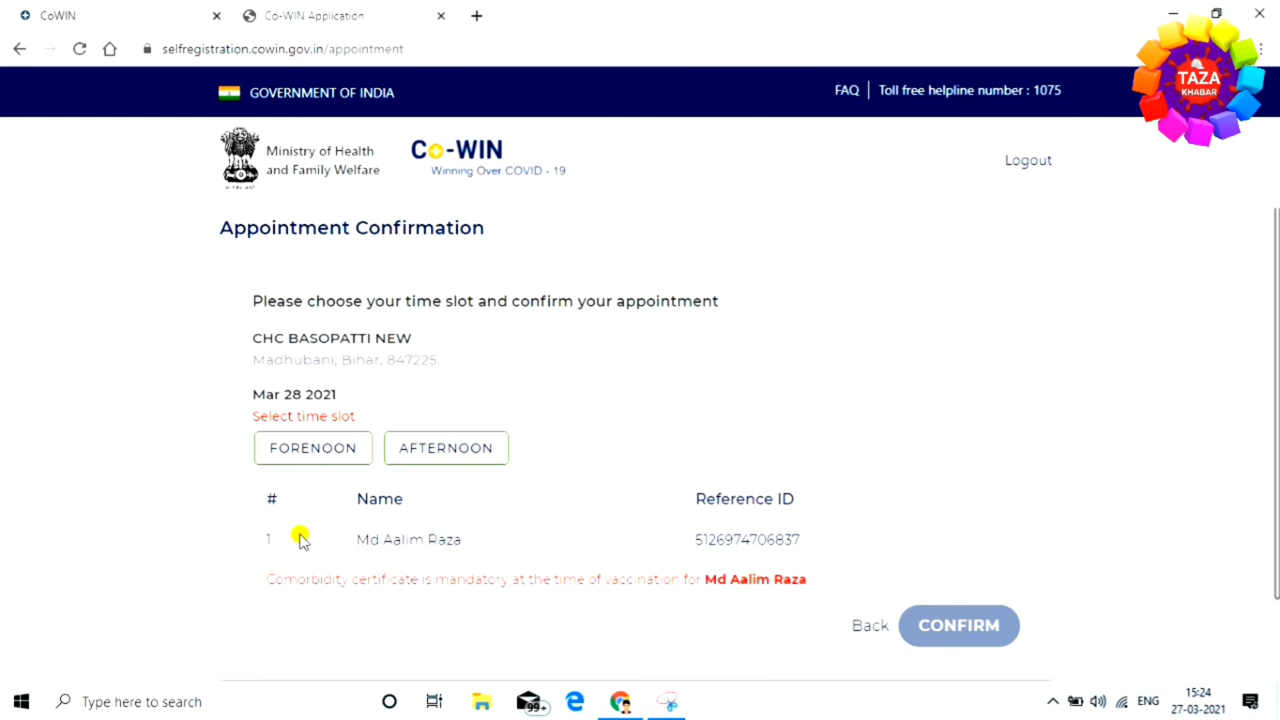 CoWIN
Co-WIN Application
selfregistration.cowin.gov.in/appointment
TAZA
KHABAR
GOVERNMENT OF INDIA
FAQ | Toll free helpline number : 1075
Ministry of Health
and Family Welfare
Co-WIN
Winning Over COVID - 19
Logout
Appointment Confirmation
Please choose your time slot and confirm your appointment
CHC BASOPATTI NEW
Madhubani, Bihar, 847225.
Mar 28 2021
Select time slot
FORENOON AFTERNOON
# Name Reference ID
1 Md Aalim Raza 5126974706837
Comorbidity certificate is mandatory at the time of vaccination for Md Aalim Raza
Back CONFIRM
Type here to search
99+
ENG
15:24
27-03-2021